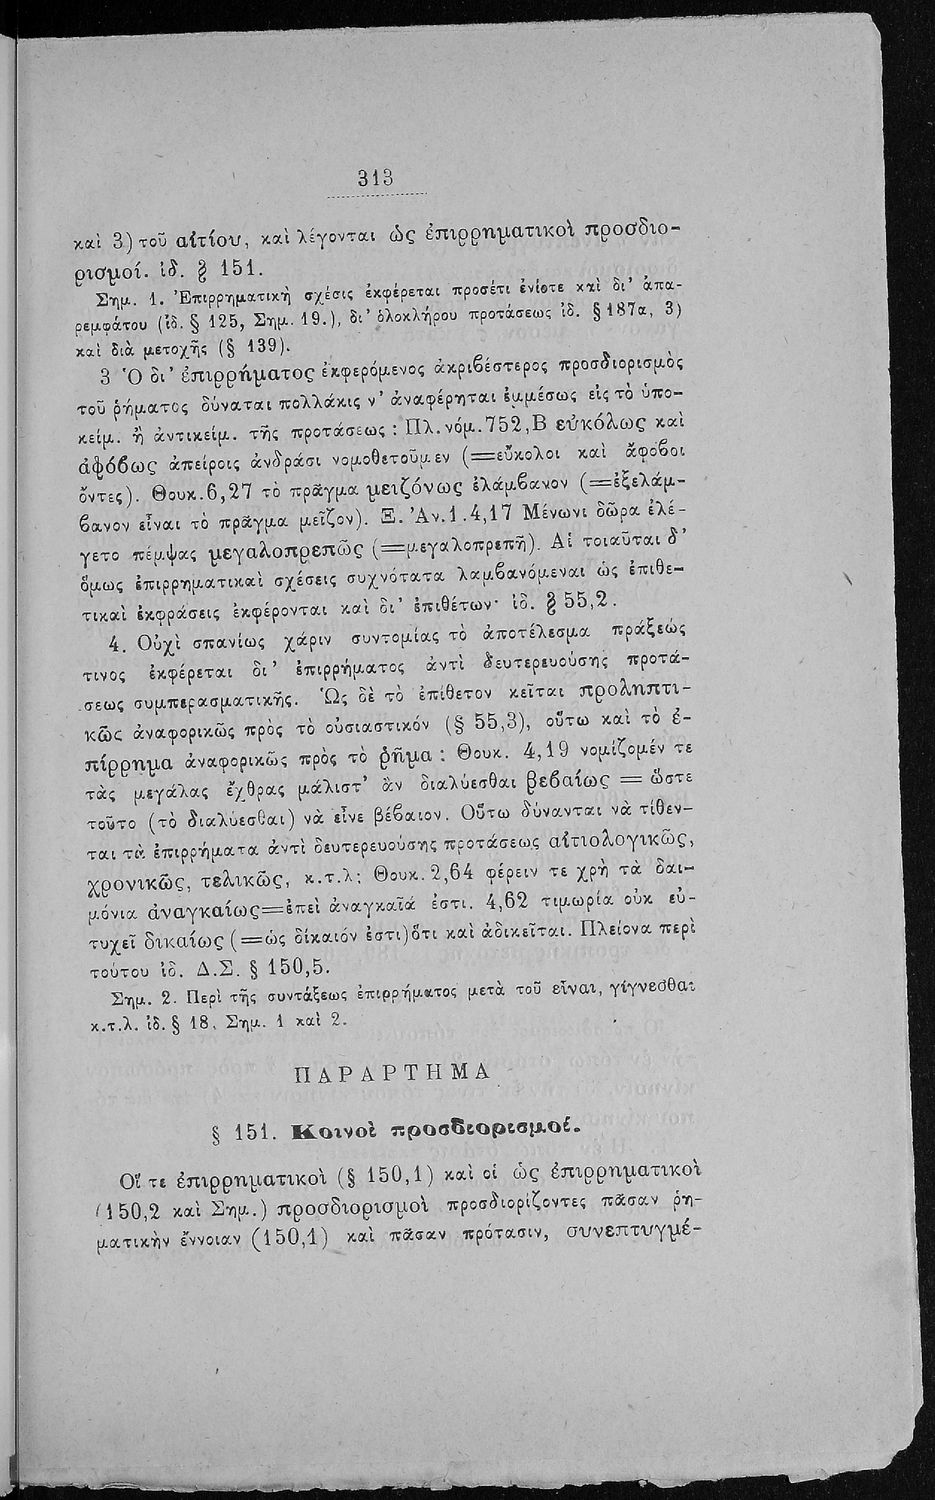 313
καὶ 3) τοῦ αἰτίου, καὶ λέγονται ὡς ἐπιρρηματικοὶ προσδιο-
ρισμοί. ἰδ. § 151.
Σημ. 1. Ἐπιρρηματικὴ σχέσις ἐκφέρεται προσέτι ἐνίοτε καὶ δι' ἀπα-
ρεμφάτου (ἰδ. § 125, Σημ. 19.), δι' ὁλοκλήρου προτάσεως ἰδ. § 187α, 3)
καὶ διὰ μετοχῆς (§ 139).
3 Ὁ δι' ἐπιρρήματος ἐκφερόμενος ἀκριβέστερος προσδιορισμὸς
τοῦ ῥήματος δύναται πολλάκις ν' ἀναφέρηται ἐμμέσως εἰς τὸ ὑπο-
κείμ. ἢ ἀντικείμ. τῆς προτάσεως : Πλ. νόμ. 752, Β εὐκόλως καὶ
ἀφόβως ἀπείροις ἀνδράσι νομοθετοῦμεν (=εὔκολοι καὶ ἄφοβοι
ὄντες). Θουκ. 6,27 τὸ πρᾶγμα μειζόνως ἐλάμβανον (=ἐξελάμ-
βανον εἶναι τὸ πρᾶγμα μεῖζον). Ξ. Ἀν. 1. 4,17 Μένωνι δῶρα ἐλέ-
γετο πέμψας μεγαλοπρεπῶς (=μεγαλοπρεπῆ). Αἱ τοιαῦται δ'
ὅμως ἐπιρρηματικαὶ σχέσεις συχνότατα λαμβανόμεναι ὡς ἐπιθε-
τικαὶ ἐκφράσεις ἐκφέρονται καὶ δι' ἐπιθέτων· ἰδ. § 55,2.
4. Οὐχὶ σπανίως χάριν συντομίας τὸ ἀποτέλεσμα πράξεώς
τινος ἐκφέρεται δι' ἐπιρρήματος ἀντὶ δευτερευούσης προτά-
σεως συμπερασματικῆς. Ὡς δὲ τὸ ἐπίθετον κεῖται προληπτι-
κῶς ἀναφορικῶς πρὸς τὸ οὐσιαστικόν (§ 55,3), οὕτω καὶ τὸ ἐ-
πίρρημα ἀναφορικῶς πρὸς τὸ ῥῆμα : Θουκ. 4,19 νομίζομέν τε
τὰς μεγάλας ἔχθρας μάλιστ' ἂν διαλύεσθαι βεβαίως = ὥστε
τοῦτο (τὸ διαλύεσθαι) νὰ εἶνε βέβαιον. Οὕτω δύνανται νὰ τίθεν-
ται τὰ ἐπιρρήματα ἀντὶ δευτερευούσης προτάσεως αἰτιολογικῶς,
χρονικῶς, τελικῶς, κ.τ.λ: Θουκ. 2,64 φέρειν τε χρὴ τὰ δαι-
μόνια ἀναγκαίως=ἐπεὶ ἀναγκαῖά ἐστι. 4,62 τιμωρία οὐκ εὐ-
τυχεῖ δικαίως (=ὡς δίκαιόν ἐστι) ὅτι καὶ ἀδικεῖται. Πλείονα περὶ
τούτου ἰδ. Δ.Σ. § 150,5.
Σημ. 2. Περὶ τῆς συντάξεως ἐπιρρήματος μετὰ τοῦ εἶναι, γίγνεσθαι
κ.τ.λ. ἰδ. § 18, Σημ. 1 καὶ 2.
ΠΑΡΑΡΤΗΜΑ
§ 151. Κοινοὶ προσδιορισμοί.
Οἵ τε ἐπιρρηματικοὶ (§ 150,1) καὶ οἱ ὡς ἐπιρρηματικοὶ
(150,2 καὶ Σημ.) προσδιορισμοὶ προσδιορίζοντες πᾶσαν ῥη-
ματικὴν ἔννοιαν (150,1) καὶ πᾶσαν πρότασιν, συνεπτυγμέ-